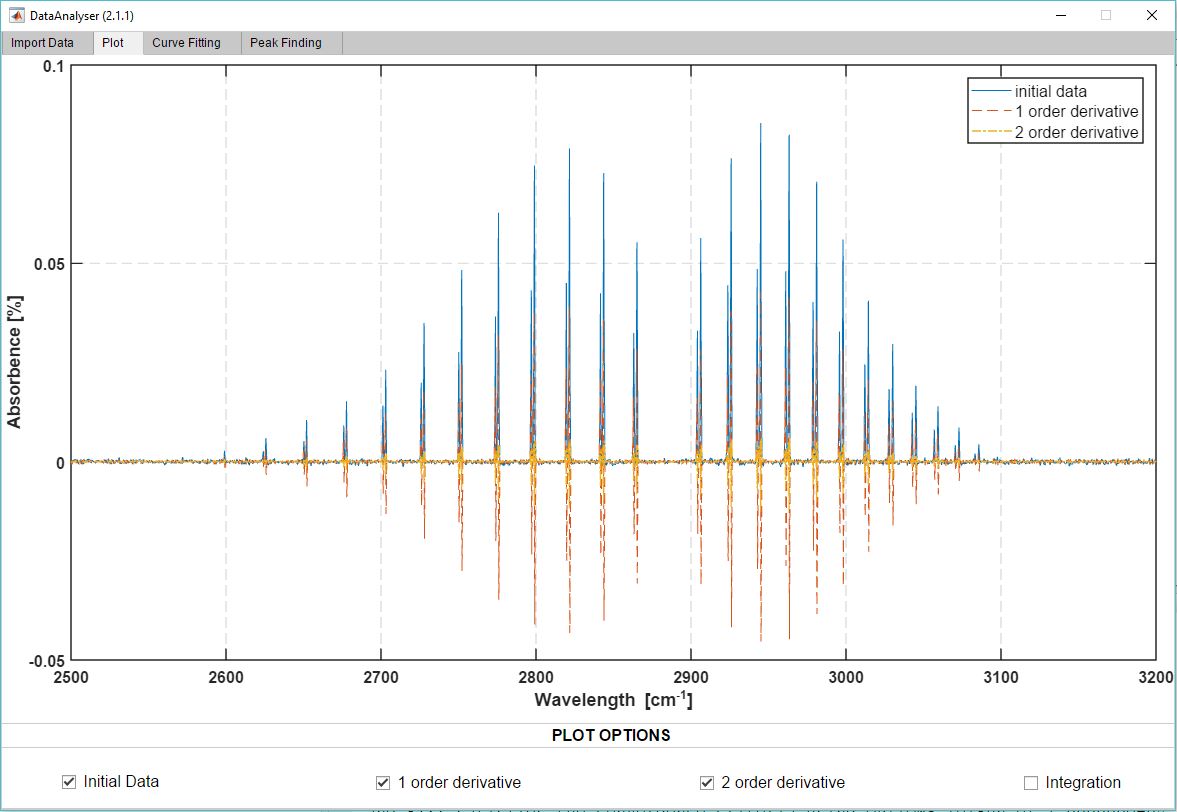 DataAnalyser (2.1.1)
Import Data Plot Curve Fitting Peak Finding
0.1
initial data
1 order derivative
2 order derivative
0.05
Absorbence [%]
0
-0.05
2500 2600 2700 2800 2900 3000 3100 3200
Wavelength [cm-1]
PLOT OPTIONS
Initial Data 1 order derivative 2 order derivative Integration